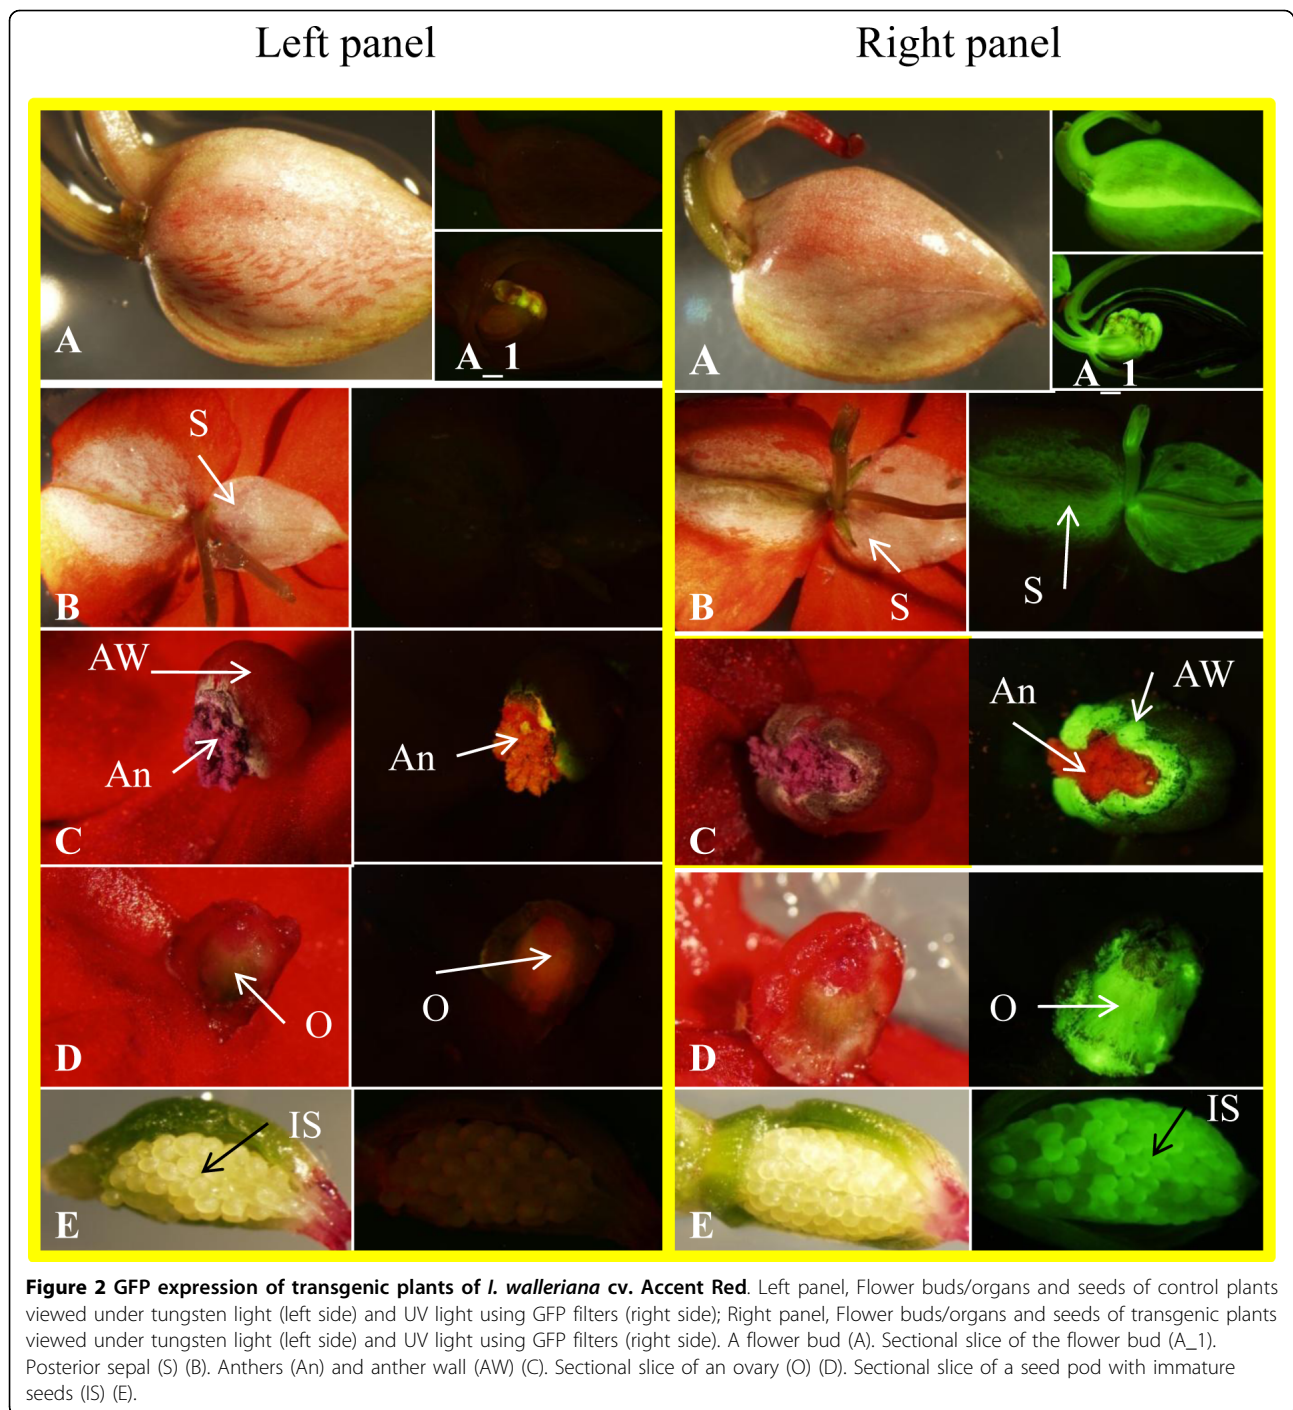 Left panel
Right panel
A
A_1
A
A_1
S
B
S
B
S
AW
An
An
C
An
AW
C
O
O
D
O
D
IS
E
IS
E
Figure 2 GFP expression of transgenic plants of I. walleriana cv. Accent Red. Left panel, Flower buds/organs and seeds of control plants
viewed under tungsten light (left side) and UV light using GFP filters (right side); Right panel, Flower buds/organs and seeds of transgenic plants
viewed under tungsten light (left side) and UV light using GFP filters (right side). A flower bud (A). Sectional slice of the flower bud (A_1).
Posterior sepal (S) (B). Anthers (An) and anther wall (AW) (C). Sectional slice of an ovary (O) (D). Sectional slice of a seed pod with immature
seeds (IS) (E).